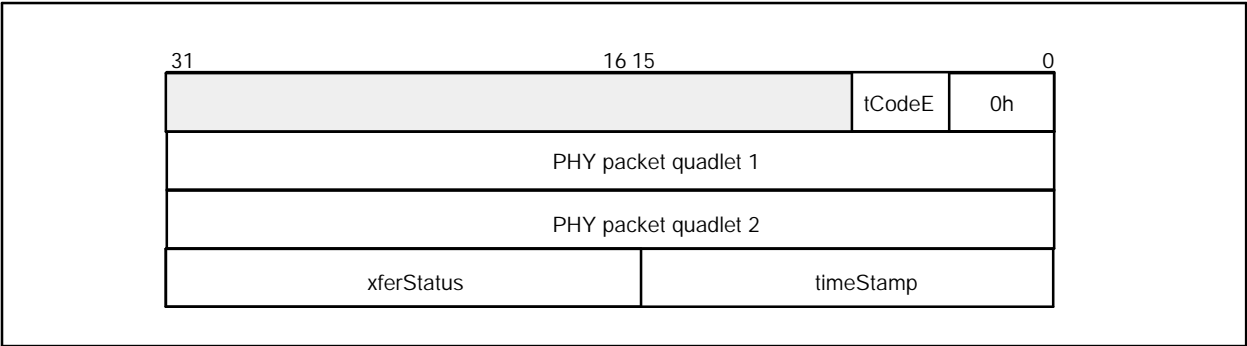 31 16 15 0
tCodeE 0h
PHY packet quadlet 1
PHY packet quadlet 2
xferStatus timeStamp